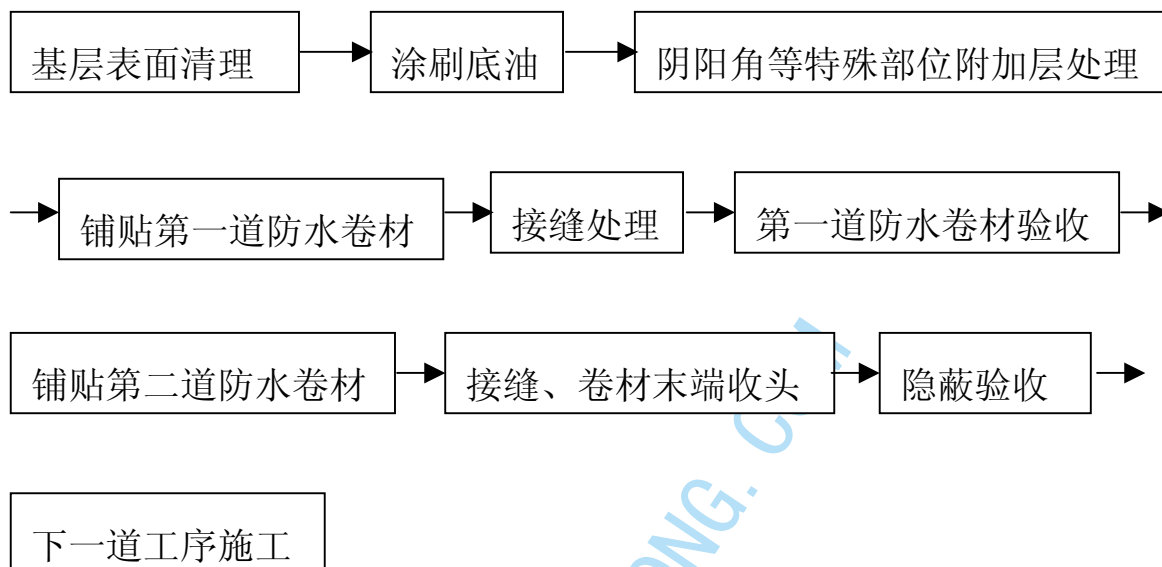 基层表面清理 涂刷底油 阴阳角等特殊部位附加层处理
铺贴第一道防水卷材 接缝处理 第一道防水卷材验收
铺贴第二道防水卷材 接缝、卷材末端收头 隐蔽验收
下一道工序施工